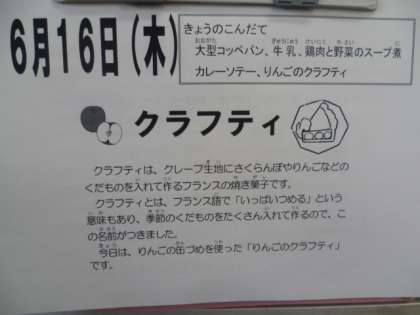 6月16日(木)
きょうのこんだて
大型コッペパン、牛乳、鶏肉と野菜のスープ煮
カレーソテー、りんごのクラフティ
クラフティ
クラフティは、クレープ生地にさくらんぼやりんごなどの
くだものを入れて作るフランスの焼き菓子です。
クラフティとは、フランス語で「いっぱいつめる」という
意味もあり、季節のくだものをたくさん入れて作るので、こ
の名前がつきました。
今日は、りんごの缶づめを使った「りんごのクラフティ」
です。